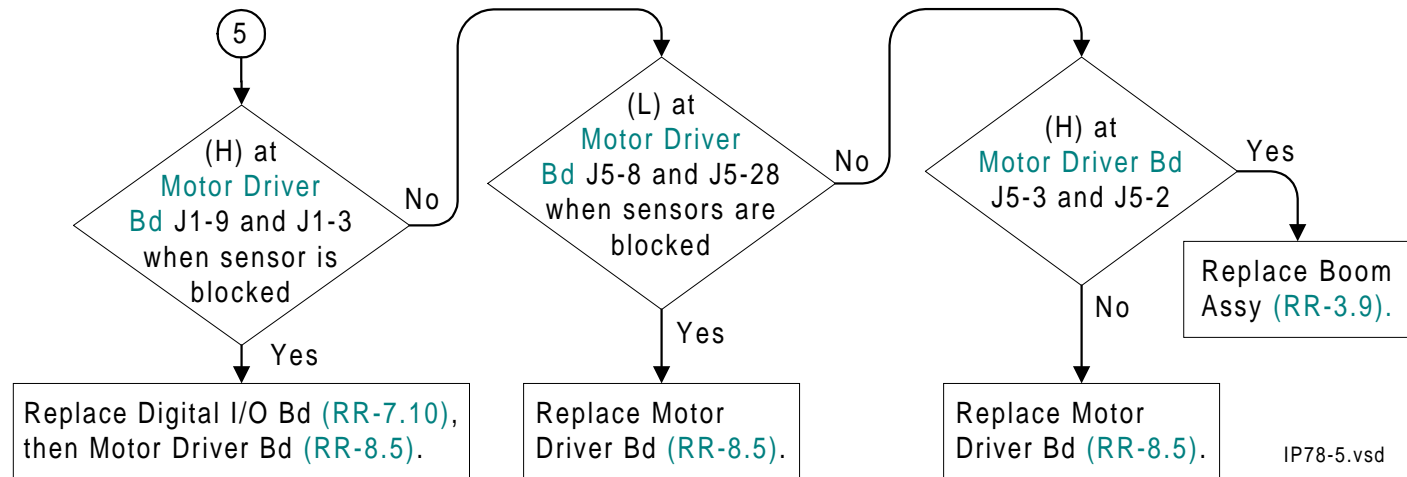 5
(H) at
Motor Driver
Bd J1-9 and J1-3
when sensor is
blocked
No
Yes
Replace Digital I/O Bd (RR-7.10),
then Motor Driver Bd (RR-8.5).
(L) at
Motor Driver
Bd J5-8 and J5-28
when sensors are
blocked
No
Yes
Replace Motor
Driver Bd (RR-8.5).
(H) at
Motor Driver Bd
J5-3 and J5-2
Yes
No
Replace Boom
Assy (RR-3.9).
Replace Motor
Driver Bd (RR-8.5).
IP78-5.vsd